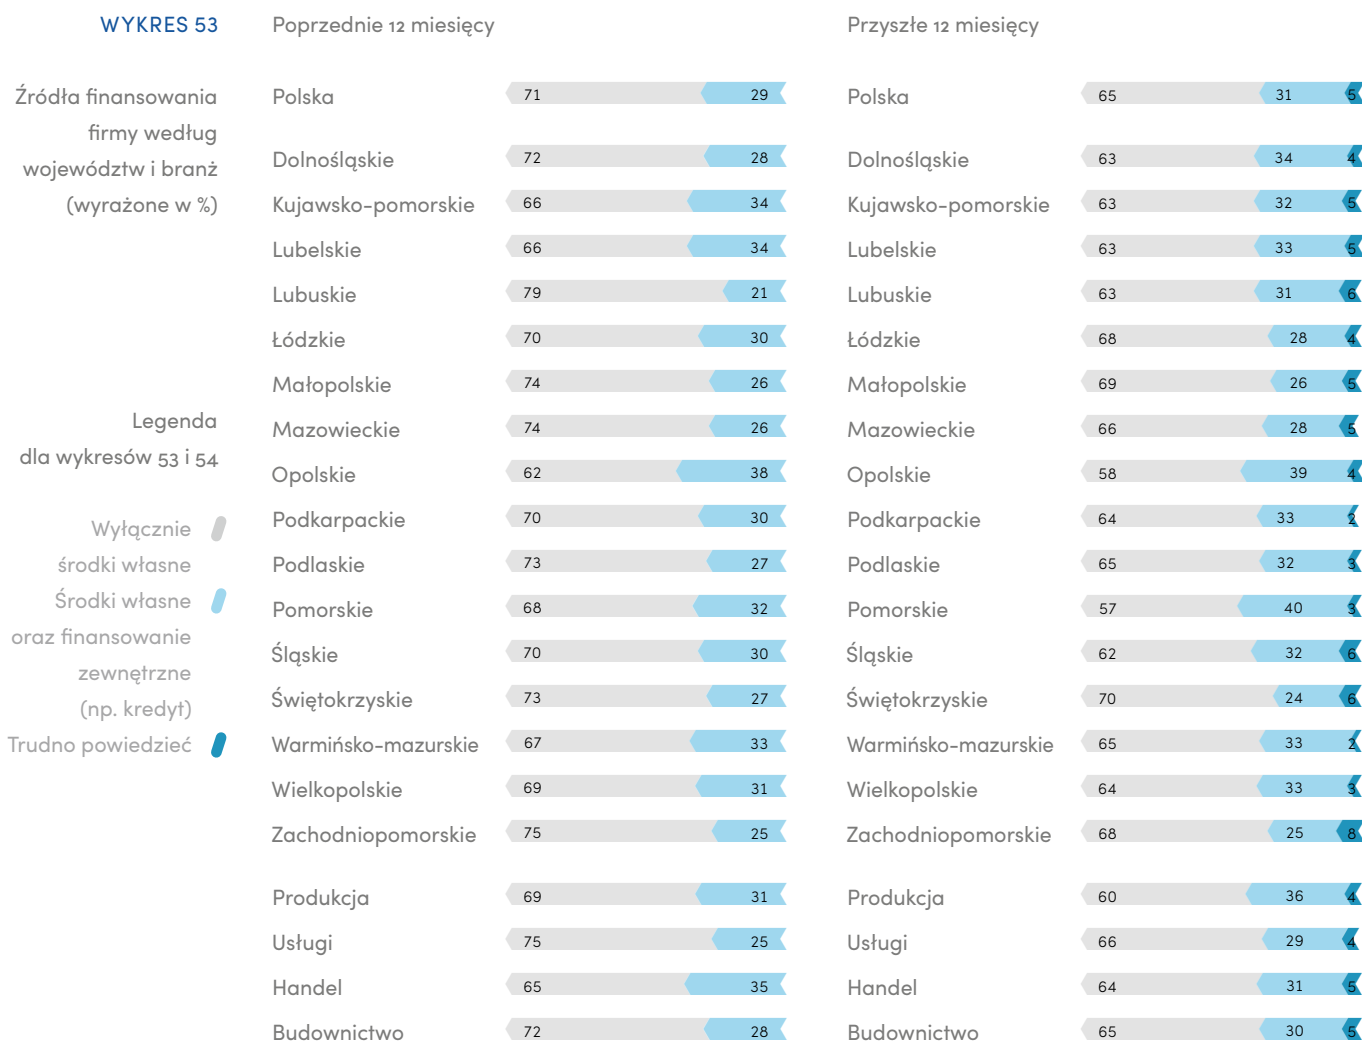 WYKRES 53
Źródła finansowania
firmy według
województw i branż
(wyrażone w %)
Legenda
dla wykresów 53 i 54
Wyłącznie
środki własne
Środki własne
oraz finansowanie
zewnętrzne
(np. kredyt)
Trudno powiedzieć
Poprzednie 12 miesięcy
Polska 71 29
Dolnośląskie 72 28
Kujawsko-pomorskie 66 34
Lubelskie 66 34
Lubuskie 79 21
Łódzkie 70 30
Małopolskie 74 26
Mazowieckie 74 26
Opolskie 62 38
Podkarpackie 70 30
Podlaskie 73 27
Pomorskie 68 32
Śląskie 70 30
Świętokrzyskie 73 27
Warmińsko-mazurskie 67 33
Wielkopolskie 69 31
Zachodniopomorskie 75 25
Produkcja 69 31
Usługi 75 25
Handel 65 35
Budownictwo 72 28
Przyszłe 12 miesięcy
Polska 65 31 5
Dolnośląskie 63 34 4
Kujawsko-pomorskie 63 32 5
Lubelskie 63 33 5
Lubuskie 63 31 6
Łódzkie 68 28 4
Małopolskie 69 26 5
Mazowieckie 66 28 5
Opolskie 58 39 4
Podkarpackie 64 33 2
Podlaskie 65 32 3
Pomorskie 57 40 3
Śląskie 62 32 6
Świętokrzyskie 70 24 6
Warmińsko-mazurskie 65 33 2
Wielkopolskie 64 33 3
Zachodniopomorskie 68 25 8
Produkcja 60 36 4
Usługi 66 29 4
Handel 64 31 5
Budownictwo 65 30 5